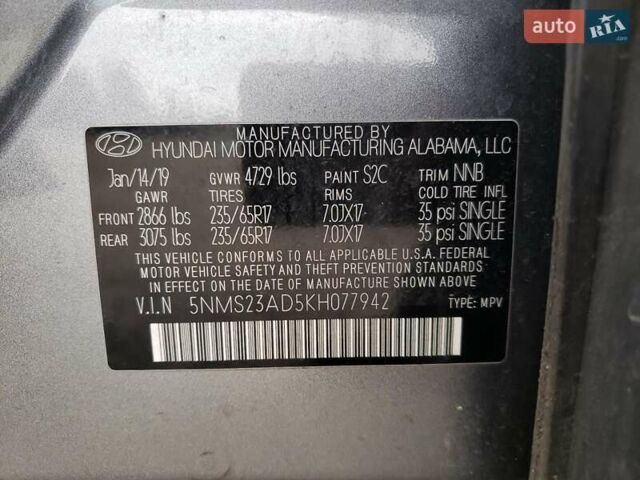 auto RIA.com
MANUFACTURED BY
HYUNDAI MOTOR MANUFACTURING ALABAMA, LLC
Jan/14/19 GVWR 4729 lbs PAINT S2C TRIM NNB
GAWR TIRES RIMS COLD TIRE INFL
FRONT 2866 lbs 235/65R17 7.0JX17 35 psi SINGLE
REAR 3075 lbs 235/65R17 7.0JX17 35 psi SINGLE
THIS VEHICLE CONFORMS TO ALL APPLICABLE U.S.A. FEDERAL
MOTOR VEHICLE SAFETY AND THEFT PREVENTION STANDARDS
IN EFFECT ON THE DATE OF MANUFACTURE SHOWN ABOVE.
V.I.N 5NMS23AD5KH077942 TYPE: MPV